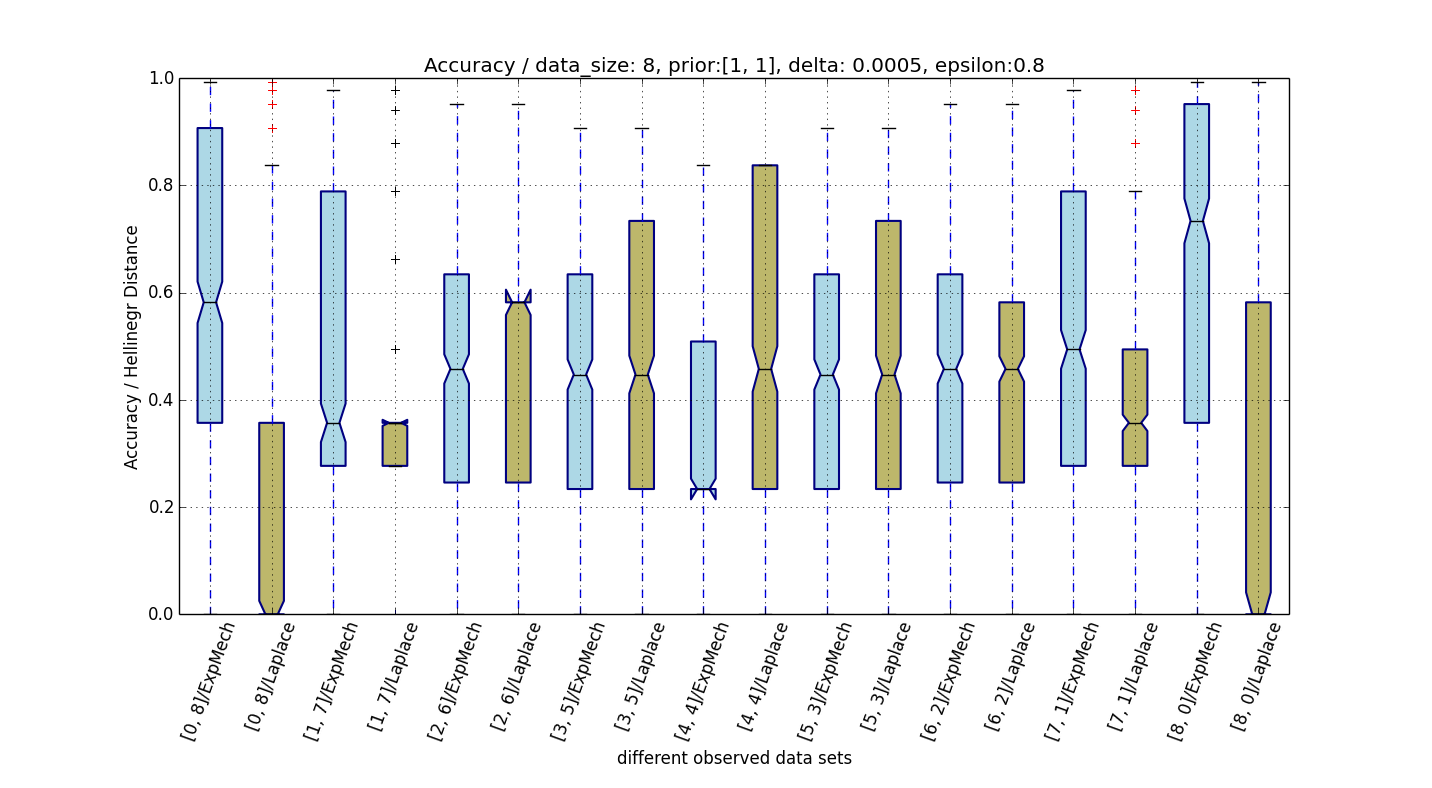 Accuracy / data_size: 8, prior:[1, 1], delta: 0.0005, epsilon:0.8
Accuracy / Hellinegr Distance
1.0
0.8
0.6
0.4
0.2
0.0
[0, 8]/ExpMech
[0, 8]/Laplace
[1, 7]/ExpMech
[1, 7]/Laplace
[2, 6]/ExpMech
[2, 6]/Laplace
[3, 5]/ExpMech
[3, 5]/Laplace
[4, 4]/ExpMech
[4, 4]/Laplace
[5, 3]/ExpMech
[5, 3]/Laplace
[6, 2]/ExpMech
[6, 2]/Laplace
[7, 1]/ExpMech
[7, 1]/Laplace
[8, 0]/ExpMech
[8, 0]/Laplace
different observed data sets